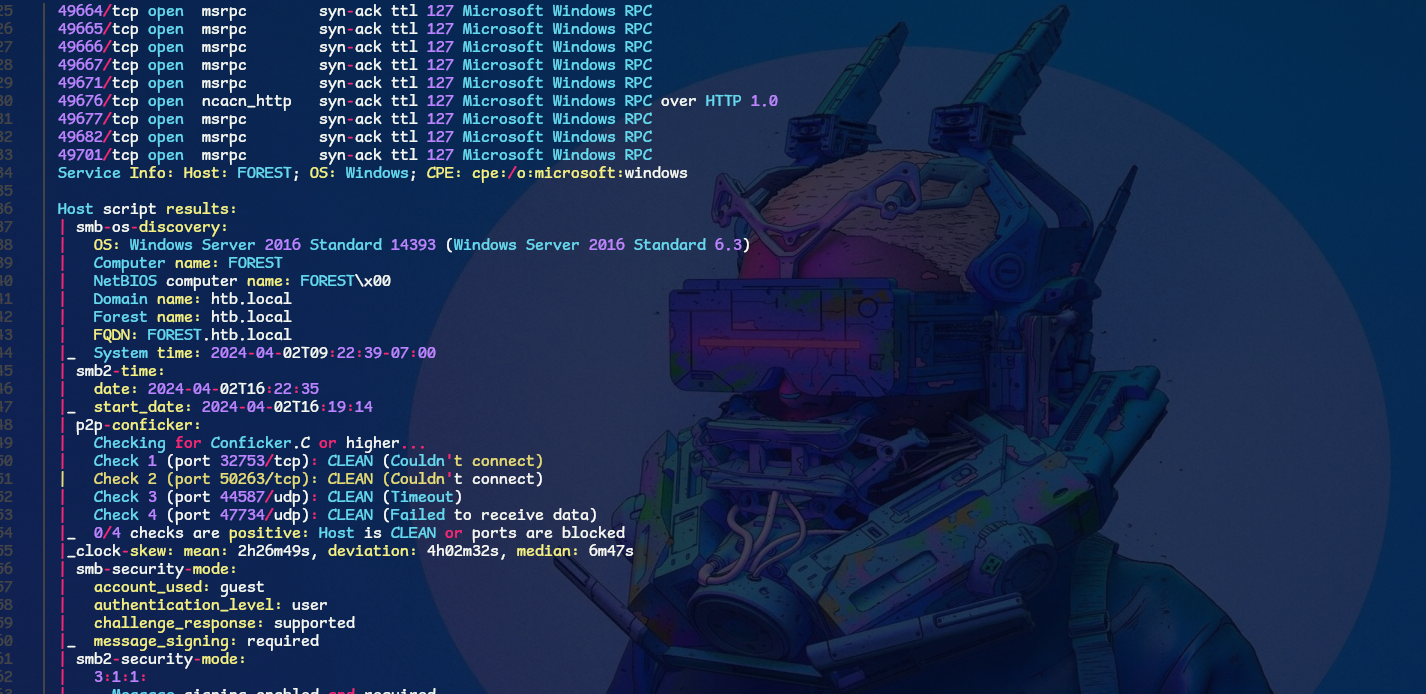 25 49664/tcp open  msrpc        syn-ack ttl 127 Microsoft Windows RPC
26 49665/tcp open  msrpc        syn-ack ttl 127 Microsoft Windows RPC
27 49666/tcp open  msrpc        syn-ack ttl 127 Microsoft Windows RPC
28 49667/tcp open  msrpc        syn-ack ttl 127 Microsoft Windows RPC
29 49671/tcp open  msrpc        syn-ack ttl 127 Microsoft Windows RPC
30 49676/tcp open  ncacn_http   syn-ack ttl 127 Microsoft Windows RPC over HTTP 1.0
31 49677/tcp open  msrpc        syn-ack ttl 127 Microsoft Windows RPC
32 49682/tcp open  msrpc        syn-ack ttl 127 Microsoft Windows RPC
33 49701/tcp open  msrpc        syn-ack ttl 127 Microsoft Windows RPC
34 Service Info: Host: FOREST; OS: Windows; CPE: cpe:/o:microsoft:windows
35
36 Host script results:
37 | smb-os-discovery:
38 |   OS: Windows Server 2016 Standard 14393 (Windows Server 2016 Standard 6.3)
39 |   Computer name: FOREST
40 |   NetBIOS computer name: FOREST\x00
41 |   Domain name: htb.local
42 |   Forest name: htb.local
43 |   FQDN: FOREST.htb.local
44 |_  System time: 2024-04-02T09:22:39-07:00
45 | smb2-time:
46 |   date: 2024-04-02T16:22:35
47 |_  start_date: 2024-04-02T16:19:14
48 | p2p-conficker:
49 |   Checking for Conficker.C or higher...
50 |   Check 1 (port 32753/tcp): CLEAN (Couldn't connect)
51 |   Check 2 (port 50263/tcp): CLEAN (Couldn't connect)
52 |   Check 3 (port 44587/udp): CLEAN (Timeout)
53 |   Check 4 (port 47734/udp): CLEAN (Failed to receive data)
54 |_  0/4 checks are positive: Host is CLEAN or ports are blocked
55 |_clock-skew: mean: 2h26m49s, deviation: 4h02m32s, median: 6m47s
56 | smb-security-mode:
57 |   account_used: guest
58 |   authentication_level: user
59 |   challenge_response: supported
60 |_  message_signing: required
61 | smb2-security-mode:
62 |   3:1:1:
63 |     Message signing enabled and required